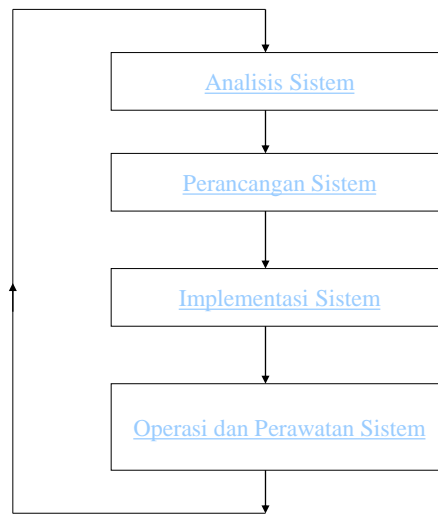 Analisis Sistem
Perancangan Sistem
Implementasi Sistem
Operasi dan Perawatan Sistem